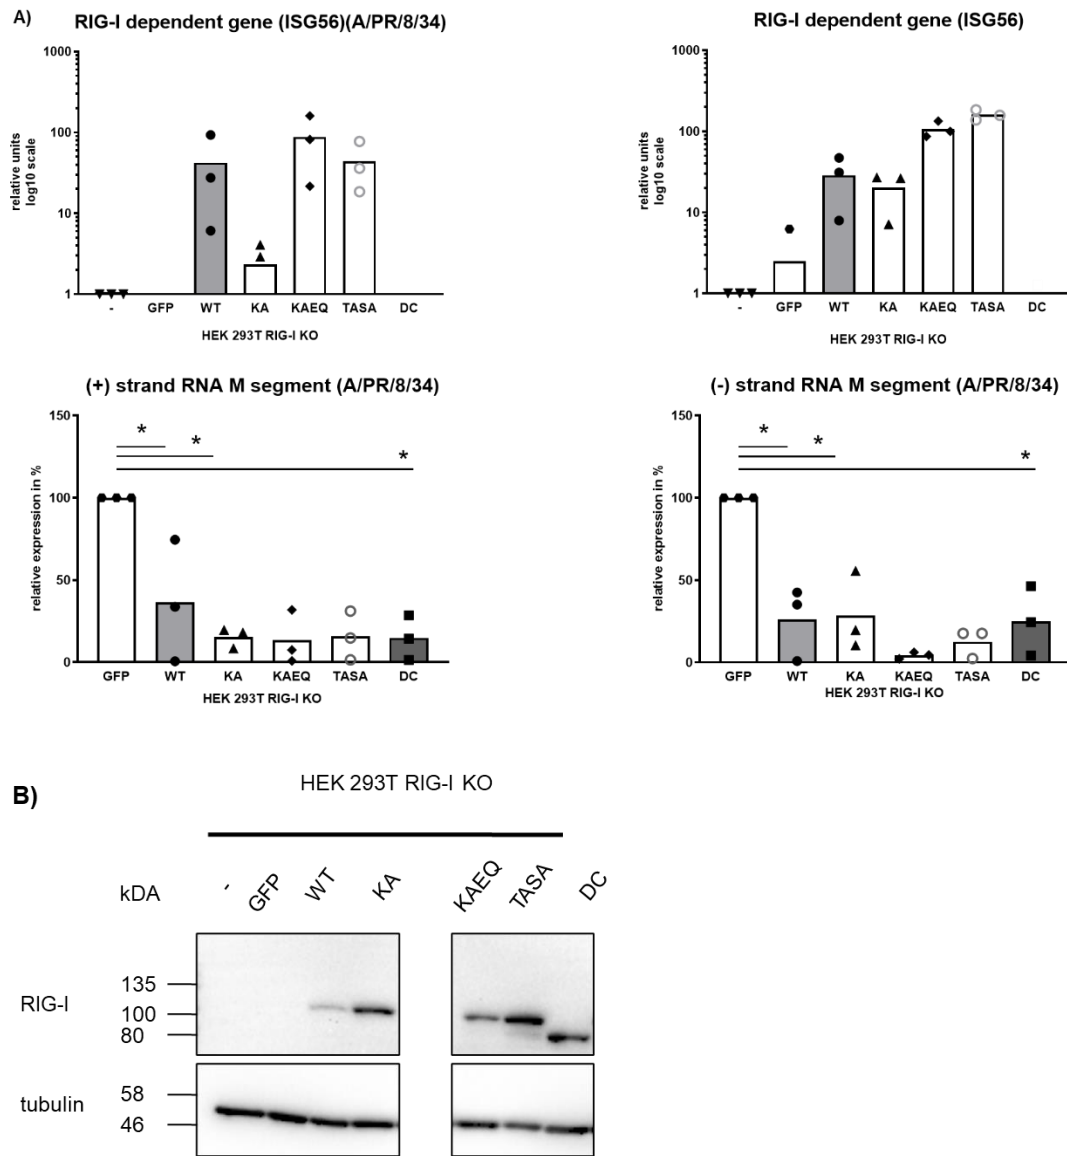 A)
RIG-I dependent gene (ISG56)(A/PR/8/34)
relative units
log10 scale
1000
100
10
1
- GFP WT KA KAEQ TASA DC
HEK 293T RIG-I KO
RIG-I dependent gene (ISG56)
relative units
log10 scale
1000
100
10
1
- GFP WT KA KAEQ TASA DC
HEK 293T RIG-I KO
(+) strand RNA M segment (A/PR/8/34)
relative expression in %
150
100
50
0
* * *
GFP WT KA KAEQ TASA DC
HEK 293T RIG-I KO
(-) strand RNA M segment (A/PR/8/34)
relative expression in %
150
100
50
0
* * *
GFP WT KA KAEQ TASA DC
HEK 293T RIG-I KO
B)
HEK 293T RIG-I KO
kDA
- GFP WT KA KAEQ TASA DC
RIG-I
135
100
80
tubulin
58
46